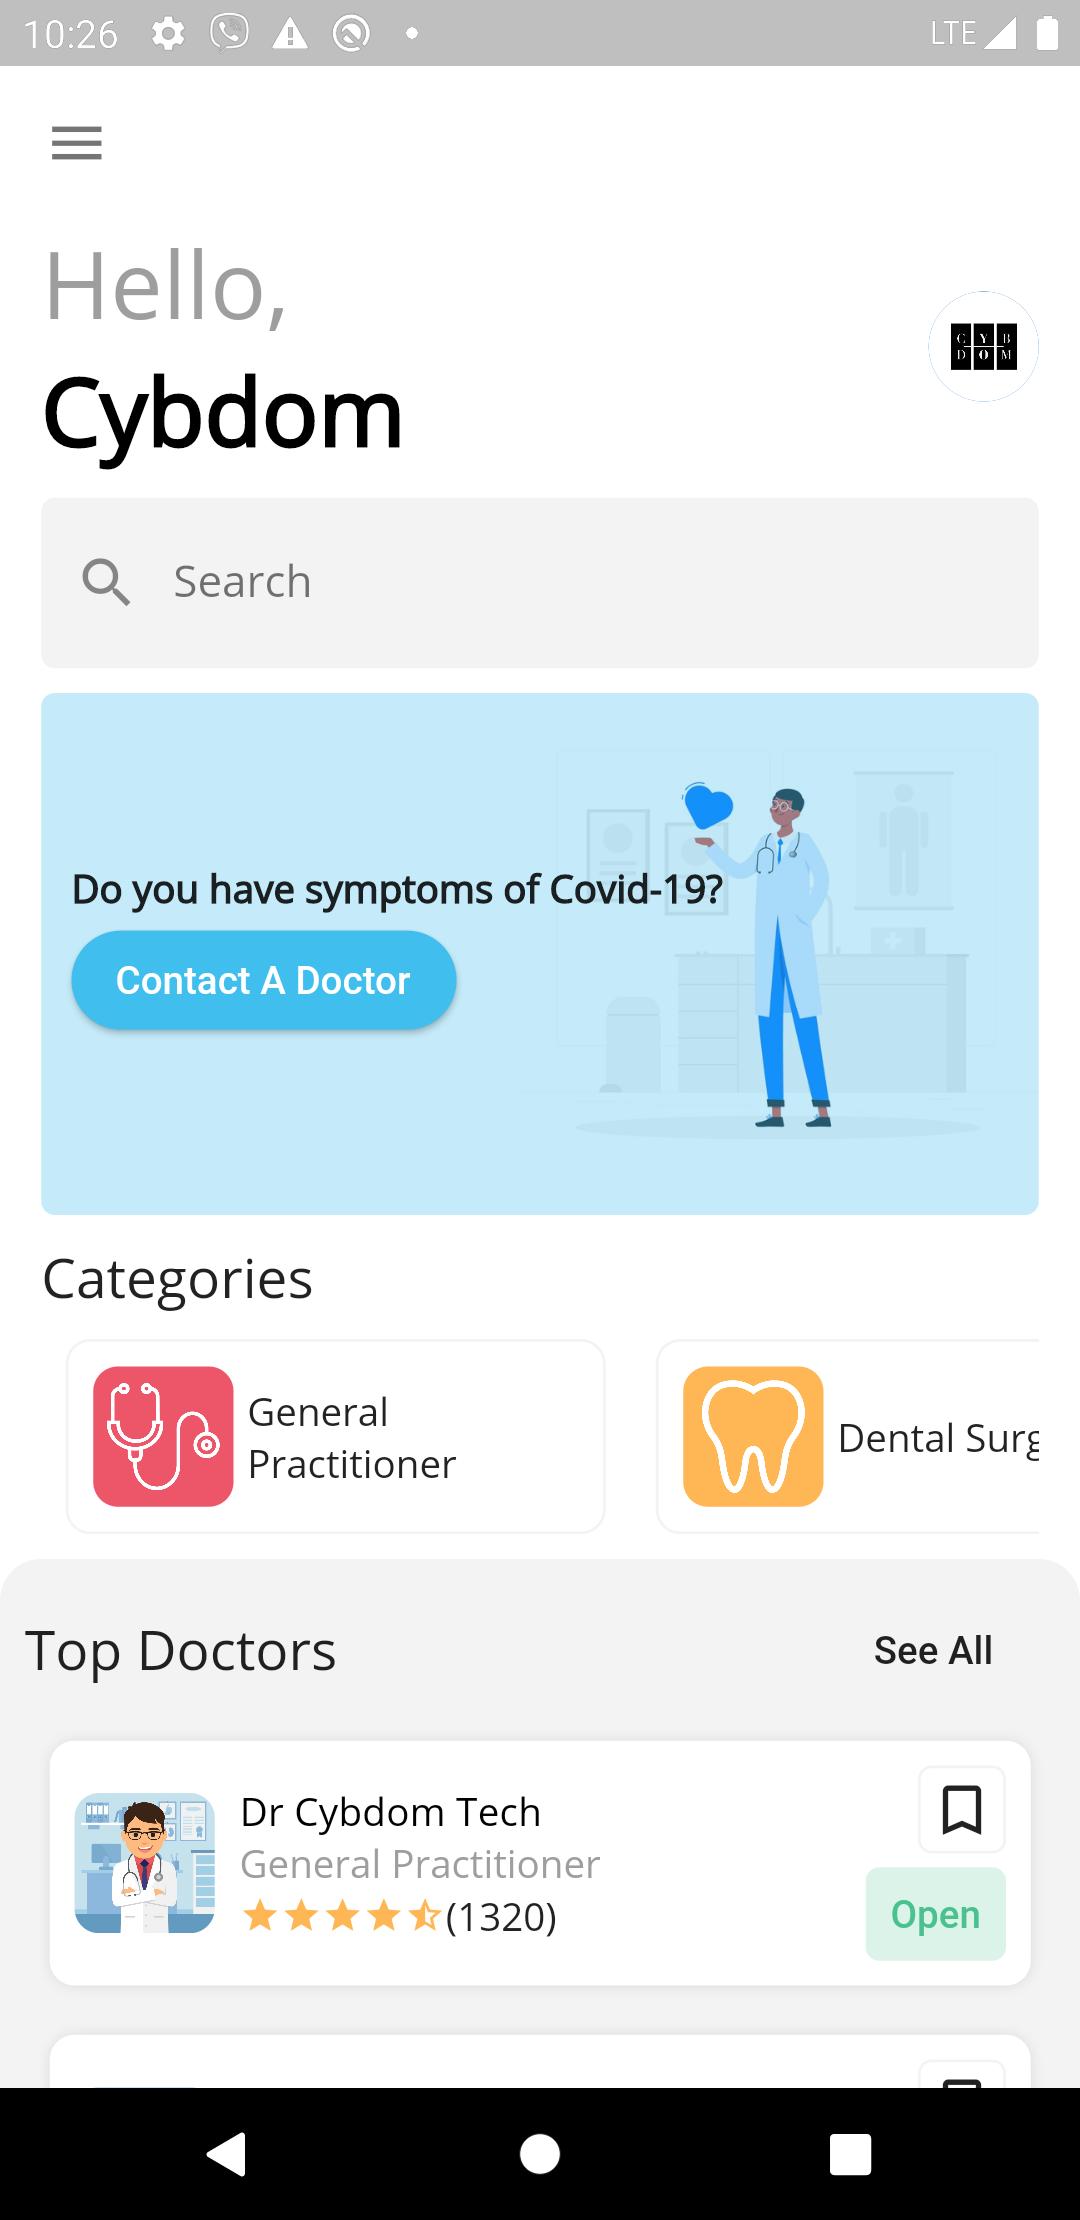 10:26
LTE
Hello,
Cybdom
C Y B
D O M
Search
Do you have symptoms of Covid-19?
Contact A Doctor
Categories
General
Practitioner
Dental Surg
Top Doctors
See All
Dr Cybdom Tech
General Practitioner
(1320)
Open